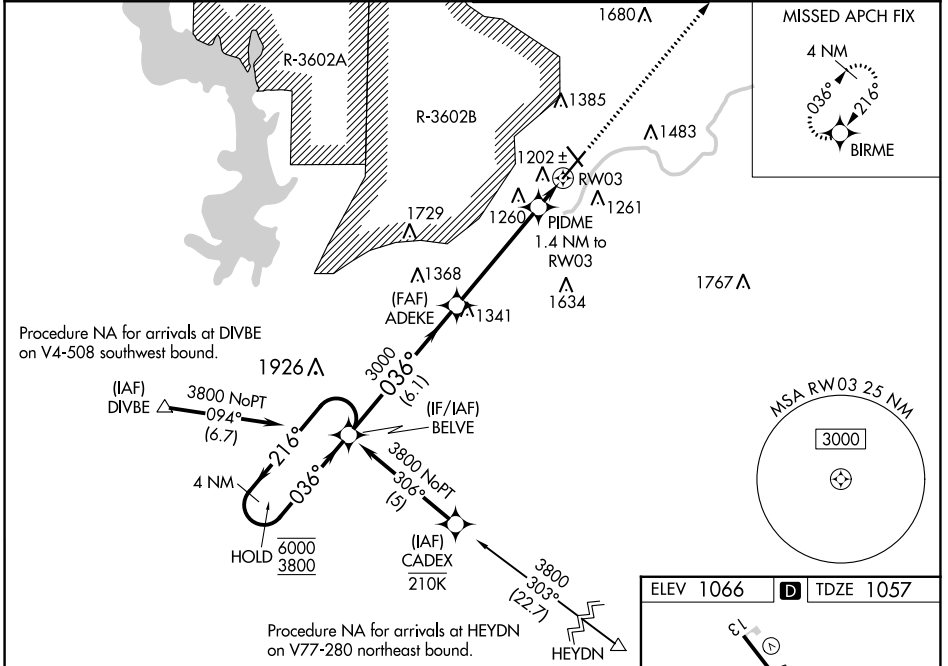 1680
MISSED APCH FIX
4 NM
036°
216°
BIRME
R-3602A
R-3602B
1385
1483
1202 ±
RW03
1260
1261
PIDME
1.4 NM to
RW03
1729
1368
1634
1767
(FAF)
ADEKE
1341
Procedure NA for arrivals at DIVBE
on V4-508 southwest bound.
1926
3000
036°
(6.1)
(IAF)
DIVBE
3800 NoPT
094°
(6.7)
(IF/IAF)
BELVE
MSA RW03 25 NM
3000
216°
036°
4 NM
3800 NoPT
306°
(5)
HOLD
6000
3800
(IAF)
CADEX
210K
3800
303°
(22.7)
HEYDN
Procedure NA for arrivals at HEYDN
on V77-280 northeast bound.
ELEV 1066
D
TDZE 1057
13
V